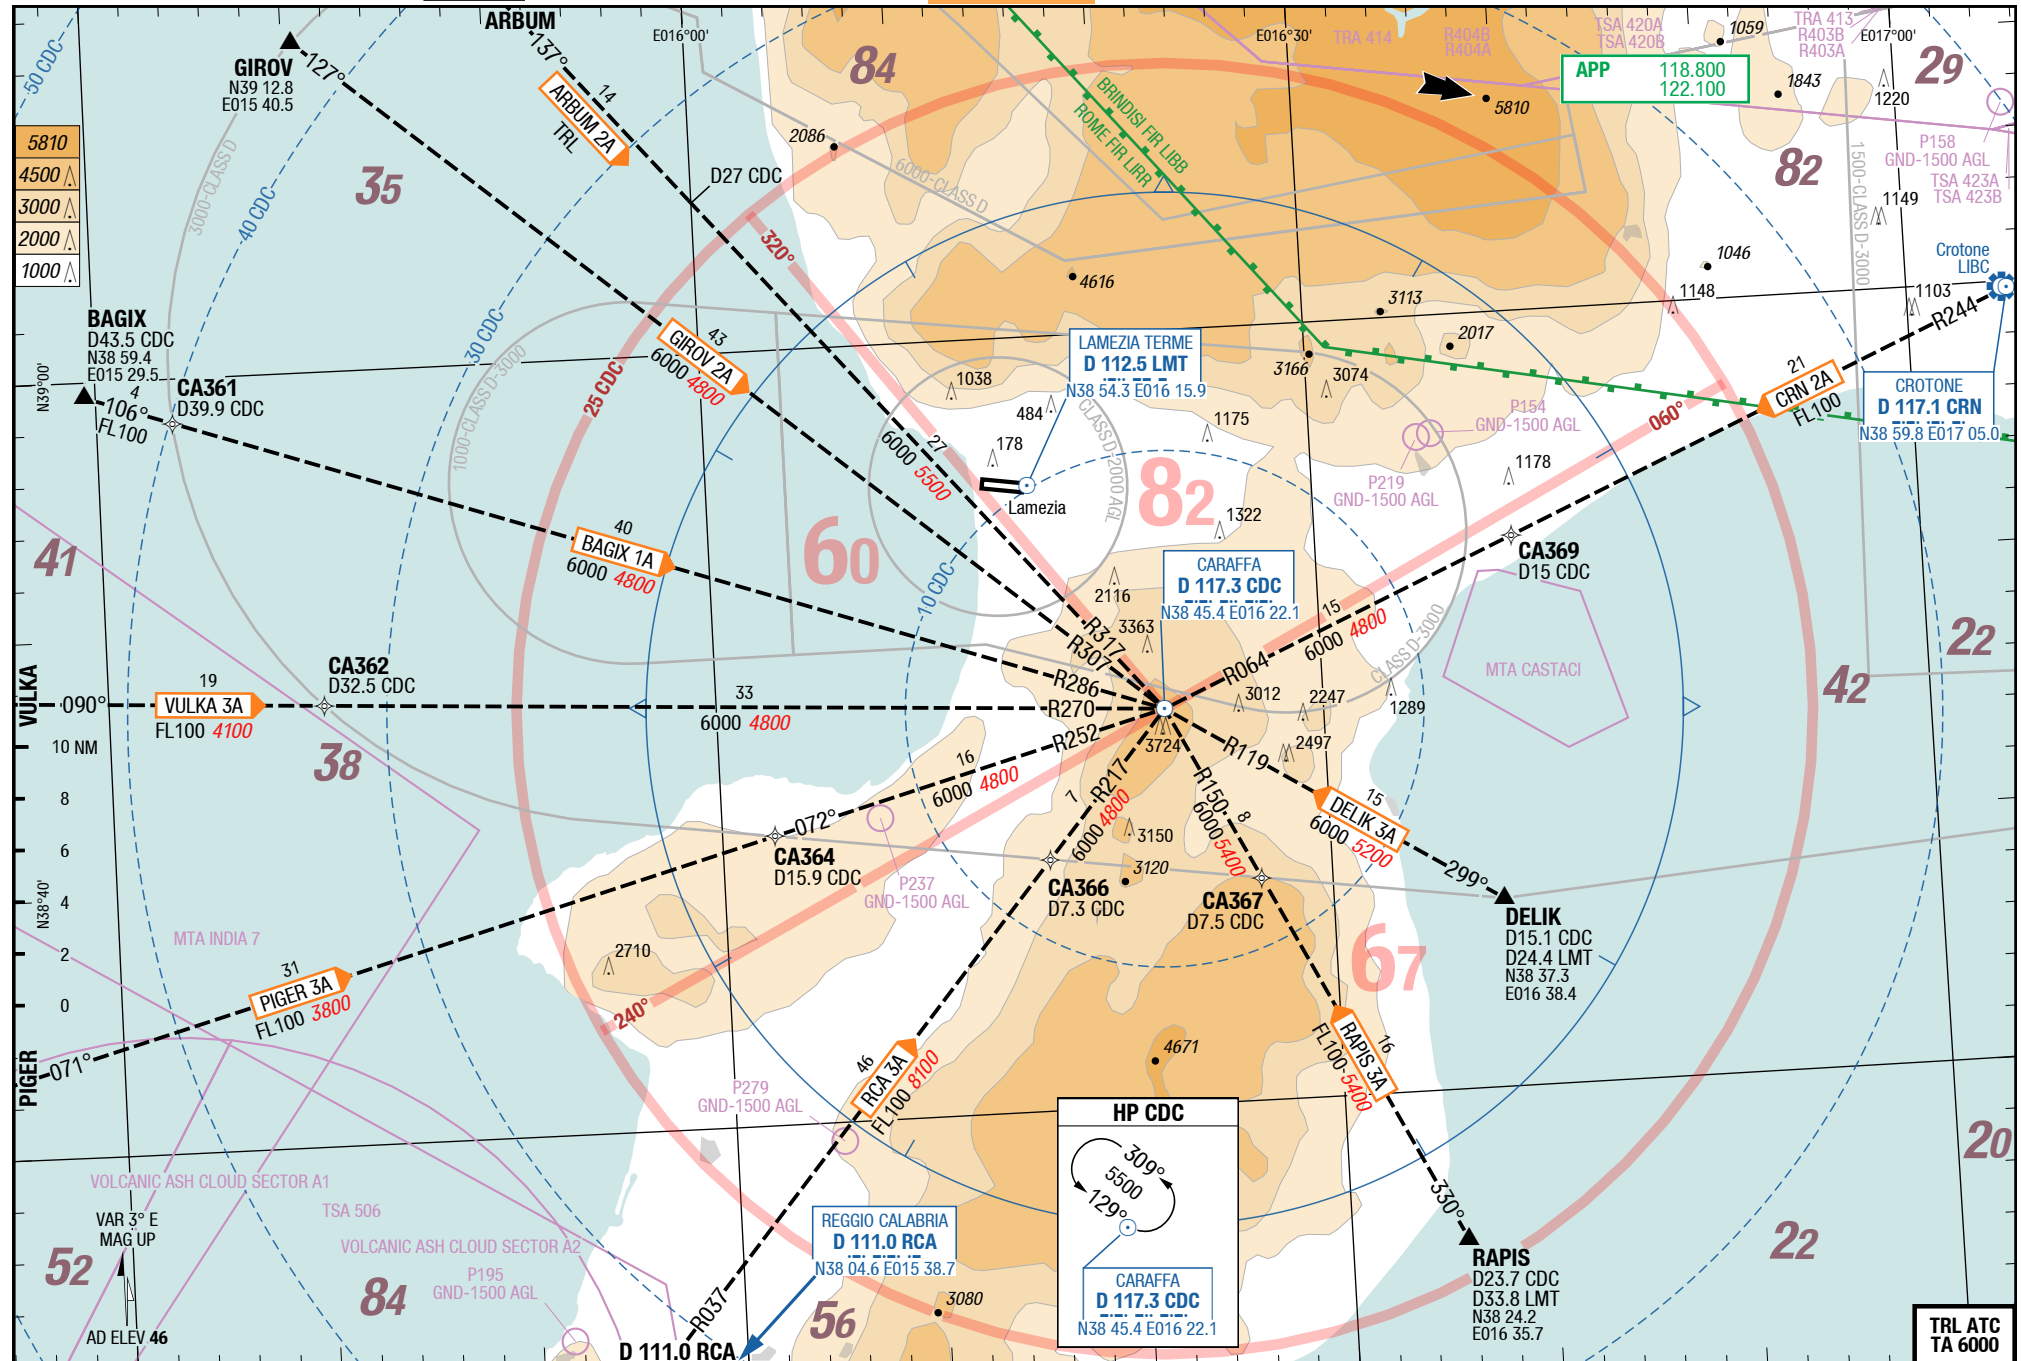 ARBUM
GIROV
N39 12.8
E015 40.5
127°
137°
14
ARBUM 2A
TRL
50 CDC
3000-CLASS D
40 CDC
35
5810
4500
3000
2000
1000
E016°00'
84
2086
D27 CDC
6000-CLASS D
BRINDISI FIR LIBB
ROME FIR LIRR
E016°30'
TRA 414
R404B
R404A
TSA 420A
TSA 420B
1059
TRA 413
R403B
R403A
E017°00'
29
APP 118.800
122.100
5810
1843
1220
82
P158
GND-1500 AGL
TSA 423A
TSA 423B
1500-CLASS D-3000
1149
Crotone
LIBC
1046
1148
1103
R244
320°
4616
3113
2017
3166
3074
BAGIX
D43.5 CDC
N38 59.4
E015 29.5
N39°00'
4
106°
FL100
CA361
D39.9 CDC
30 CDC
25 CDC
1000-CLASS D-3000
43
GIROV 2A
6000 4800
27
6000 5500
LAMEZIA TERME
D 112.5 LMT
N38 54.3 E016 15.9
1038
484
178
CLASS D-2000 AGL
1175
Lamezia
82
1322
P154
GND-1500 AGL
P219
GND-1500 AGL
1178
060°
21
CRN 2A
FL100
CROTONE
D 117.1 CRN
N38 59.8 E017 05.0
41
40
BAGIX 1A
6000 4800
60
10 CDC
2116
3363
CARAFFA
D 117.3 CDC
N38 45.4 E016 22.1
CA369
D15 CDC
15
6000 4800
CLASS D-3000
MTA CASTACI
22
42
R317
R307
R286
R270
R252
R217
R150
R119
R064
3012
2247
1289
2497
3724
VULKA
090°
19
VULKA 3A
FL100 4100
CA362
D32.5 CDC
33
6000 4800
38
10 NM
8
6
4
2
0
N38°40'
16
6000 4800
072°
CA364
D15.9 CDC
P237
GND-1500 AGL
7
6000 4800
3150
3120
CA366
D7.3 CDC
8
6000 5400
CA367
D7.5 CDC
15
DELIK 3A
6000 5200
299°
DELIK
D15.1 CDC
D24.4 LMT
N38 37.3
E016 38.4
67
MTA INDIA 7
2710
240°
31
PIGER 3A
FL100 3800
PIGER
071°
46
RCA 3A
FL100 8100
4671
16
RAPIS 3A
FL100 5400
P279
GND-1500 AGL
HP CDC
309°
5500
129°
CARAFFA
D 117.3 CDC
N38 45.4 E016 22.1
330°
RAPIS
D23.7 CDC
D33.8 LMT
N38 24.2
E016 35.7
20
22
VOLCANIC ASH CLOUD SECTOR A1
TSA 506
VOLCANIC ASH CLOUD SECTOR A2
VAR 3° E
MAG UP
52
84
P195
GND-1500 AGL
AD ELEV 46
REGGIO CALABRIA
D 111.0 RCA
N38 04.6 E015 38.7
R037
D 111.0 RCA
56
3080
TRL ATC
TA 6000